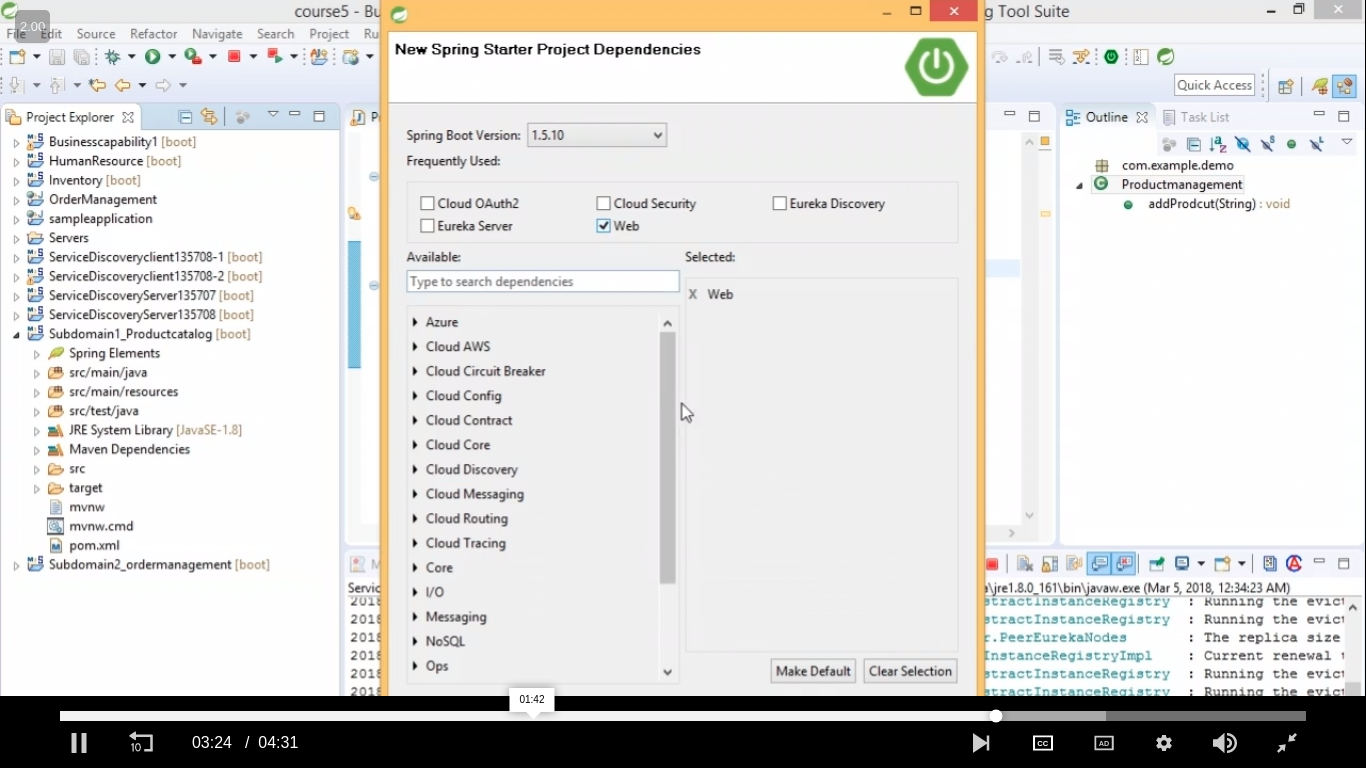 course5 - Bu
g Tool Suite
2.00
File Edit Source Refactor Navigate Search Project Ru
New Spring Starter Project Dependencies
Quick Access
Project Explorer
Outline
Task List
Businesscapability1 [boot]
HumanResource [boot]
Inventory [boot]
OrderManagement
sampleapplication
Servers
ServiceDiscoveryclient135708-1 [boot]
ServiceDiscoveryclient135708-2 [boot]
ServiceDiscoveryServer135707 [boot]
ServiceDiscoveryServer135708 [boot]
Subdomain1_Productcatalog [boot]
Spring Elements
src/main/java
src/main/resources
src/test/java
JRE System Library [JavaSE-1.8]
Maven Dependencies
src
target
mvnw
mvnw.cmd
pom.xml
Subdomain2_ordermanagement [boot]
Spring Boot Version: 1.5.10
Frequently Used:
Cloud OAuth2 Cloud Security Eureka Discovery
Eureka Server Web
Available: Selected:
Type to search dependencies
X Web
Azure
Cloud AWS
Cloud Circuit Breaker
Cloud Config
Cloud Contract
Cloud Core
Cloud Discovery
Cloud Messaging
Cloud Routing
Cloud Tracing
Core
I/O
Messaging
NoSQL
Ops
Make Default Clear Selection
com.example.demo
Productmanagement
addProdcut(String) : void
Servic
\jre1.8.0_161\bin\javaw.exe (Mar 5, 2018, 12:34:23 AM)
2018 stractInstanceRegistry : Running the evict
2018 stractInstanceRegistry : Running the evict
2018 r.PeerEurekaNodes : The replica size
2018 InstanceRegistryImpl : Current renewal t
2018 stractInstanceRegistry : Running the evict
2018 stractInstanceRegistry : Running the evict
01:42
10 03:24 / 04:31 CC AD